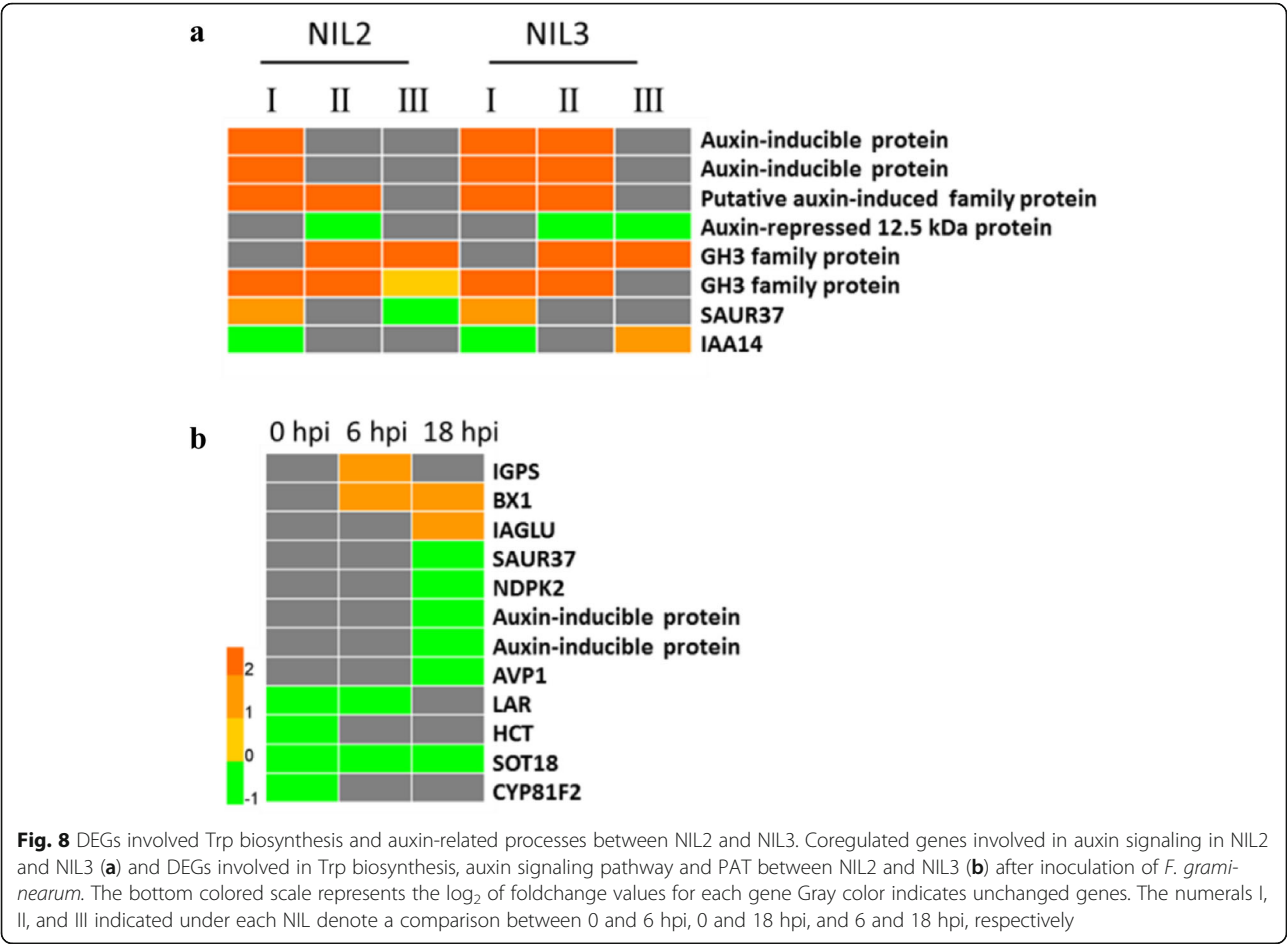 a
NIL2 NIL3
I II III I II III
Auxin-inducible protein
Auxin-inducible protein
Putative auxin-induced family protein
Auxin-repressed 12.5 kDa protein
GH3 family protein
GH3 family protein
SAUR37
IAA14
b
0 hpi 6 hpi 18 hpi
IGPS
BX1
IAGLU
SAUR37
NDPK2
Auxin-inducible protein
Auxin-inducible protein
AVP1
LAR
HCT
SOT18
CYP81F2
2
1
0
-1
Fig. 8 DEGs involved Trp biosynthesis and auxin-related processes between NIL2 and NIL3. Coregulated genes involved in auxin signaling in NIL2
and NIL3 (a) and DEGs involved in Trp biosynthesis, auxin signaling pathway and PAT between NIL2 and NIL3 (b) after inoculation of F. grami-
nearum. The bottom colored scale represents the log2 of foldchange values for each gene Gray color indicates unchanged genes. The numerals I,
II, and III indicated under each NIL denote a comparison between 0 and 6 hpi, 0 and 18 hpi, and 6 and 18 hpi, respectively